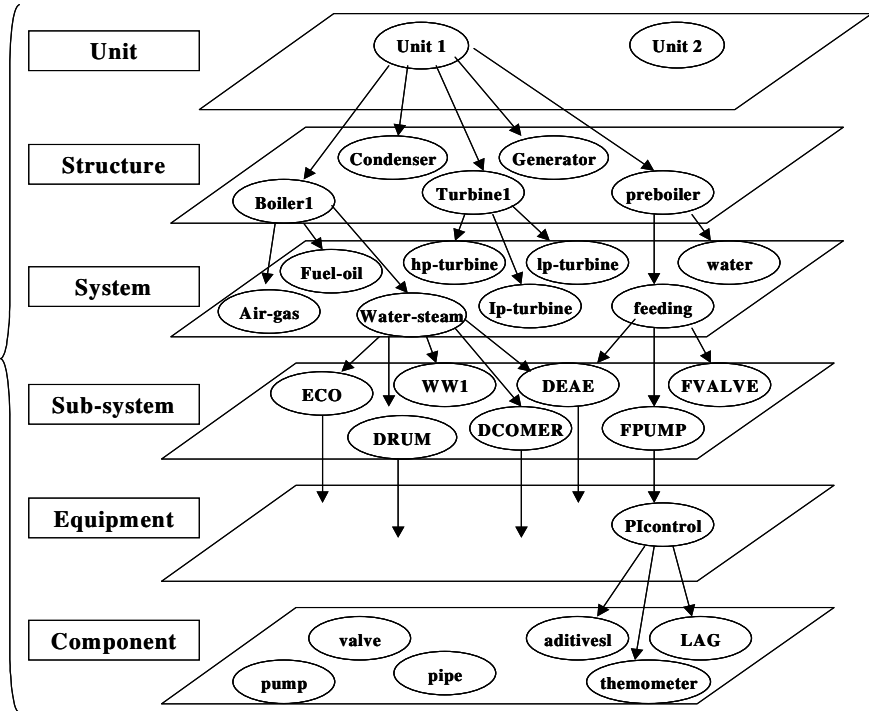 Unit
Unit 1
Unit 2
Structure
Condenser
Generator
Boiler1
Turbine1
preboiler
System
Fuel-oil
hp-turbine
lp-turbine
water
Air-gas
Water-steam
Ip-turbine
feeding
Sub-system
ECO
WW1
DEAE
FVALVE
DRUM
DCOMER
FPUMP
Equipment
PIcontrol
Component
valve
aditivesl
LAG
pump
pipe
themometer